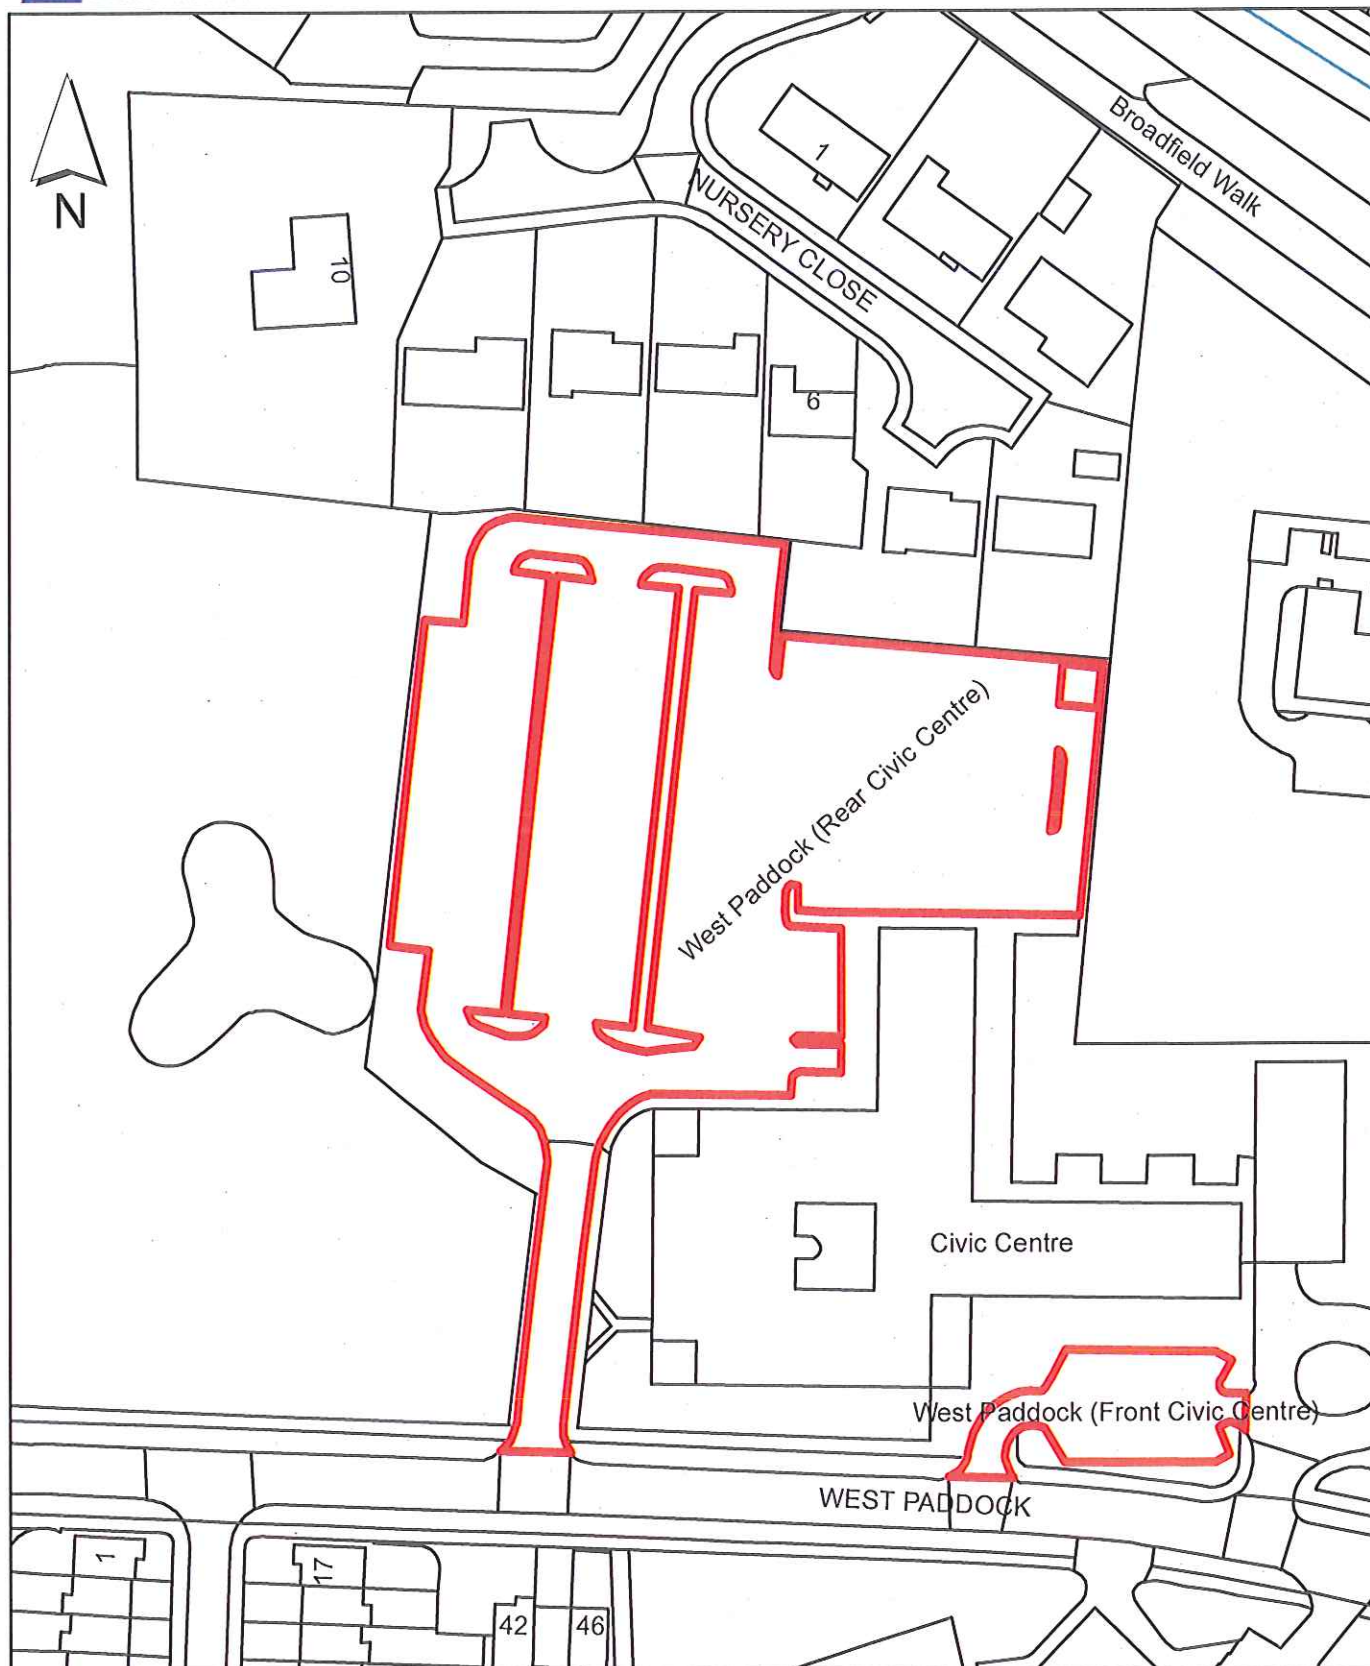 Broadfield Walk
1
N
NURSERY CLOSE
10
6
West Paddock (Rear Civic Centre)
Civic Centre
West Paddock (Front Civic Centre)
WEST PADDOCK
1
17
42
46